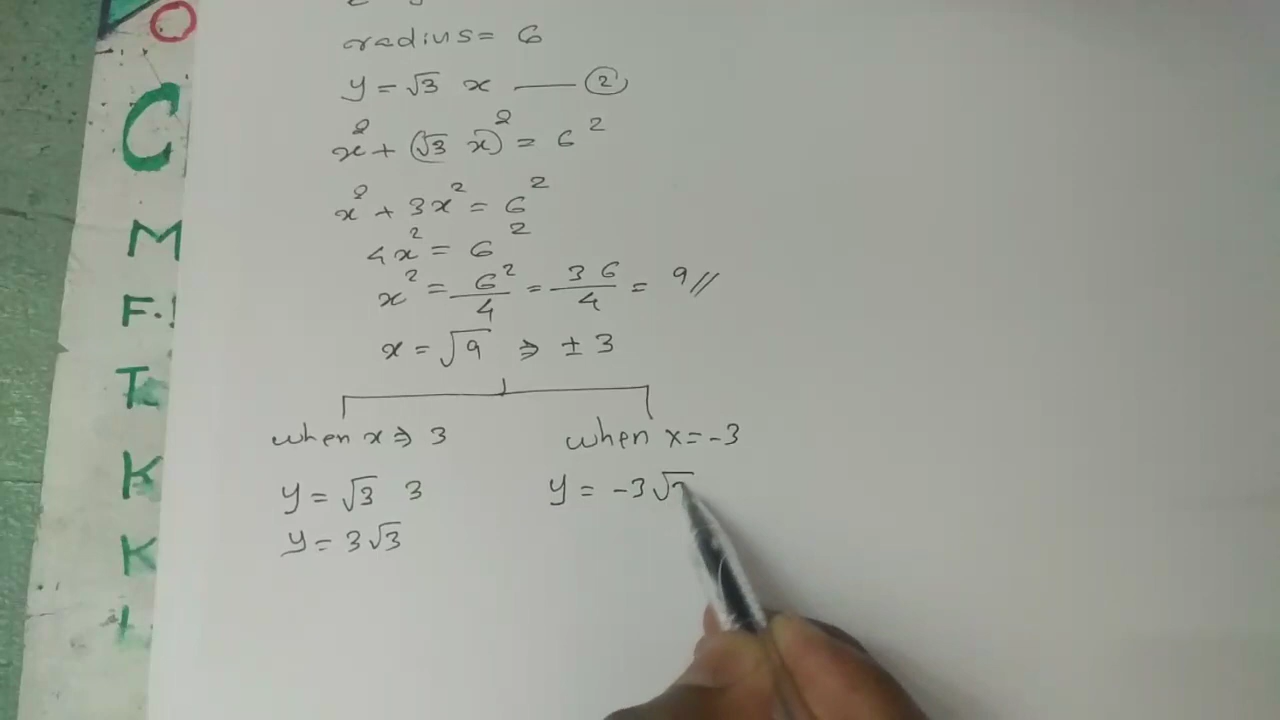 O
C
M
F.!
T
K
K
L
radius = 6
y = √3 x —— ②
x² + (√3 x)² = 6²
x² + 3x² = 6²
4x² = 6²
x² = 6²/4 = 36/4 = 9//
x = √9 ⇒ ± 3
when x ⇒ 3 when x = -3
y = √3 3 y = -3√
y = 3√3